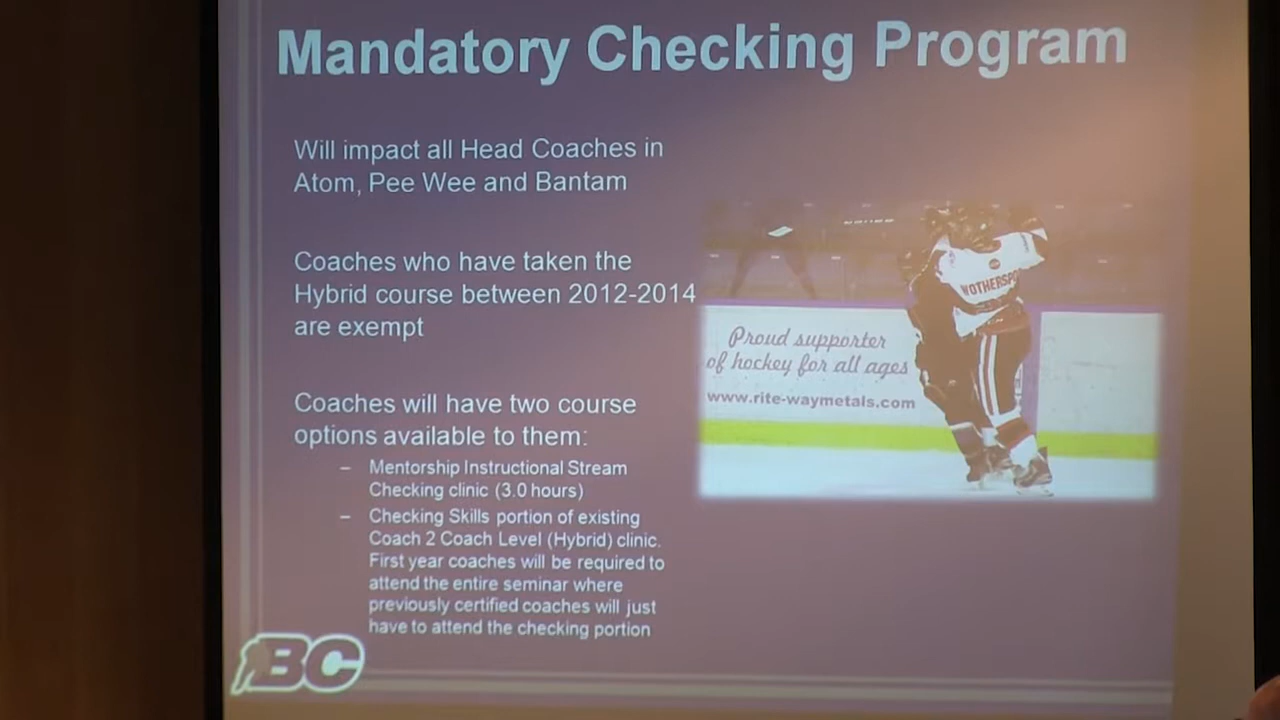 Mandatory Checking Program
Will impact all Head Coaches in
Atom, Pee Wee and Bantam
Coaches who have taken the
Hybrid course between 2012-2014
are exempt
Coaches will have two course
options available to them:
– Mentorship Instructional Stream
Checking clinic (3.0 hours)
– Checking Skills portion of existing
Coach 2 Coach Level (Hybrid) clinic.
First year coaches will be required to
attend the entire seminar where
previously certified coaches will just
have to attend the checking portion
WOTHERSPO
Proud supporter
of hockey for all ages
www.rite-waymetals.com
BC